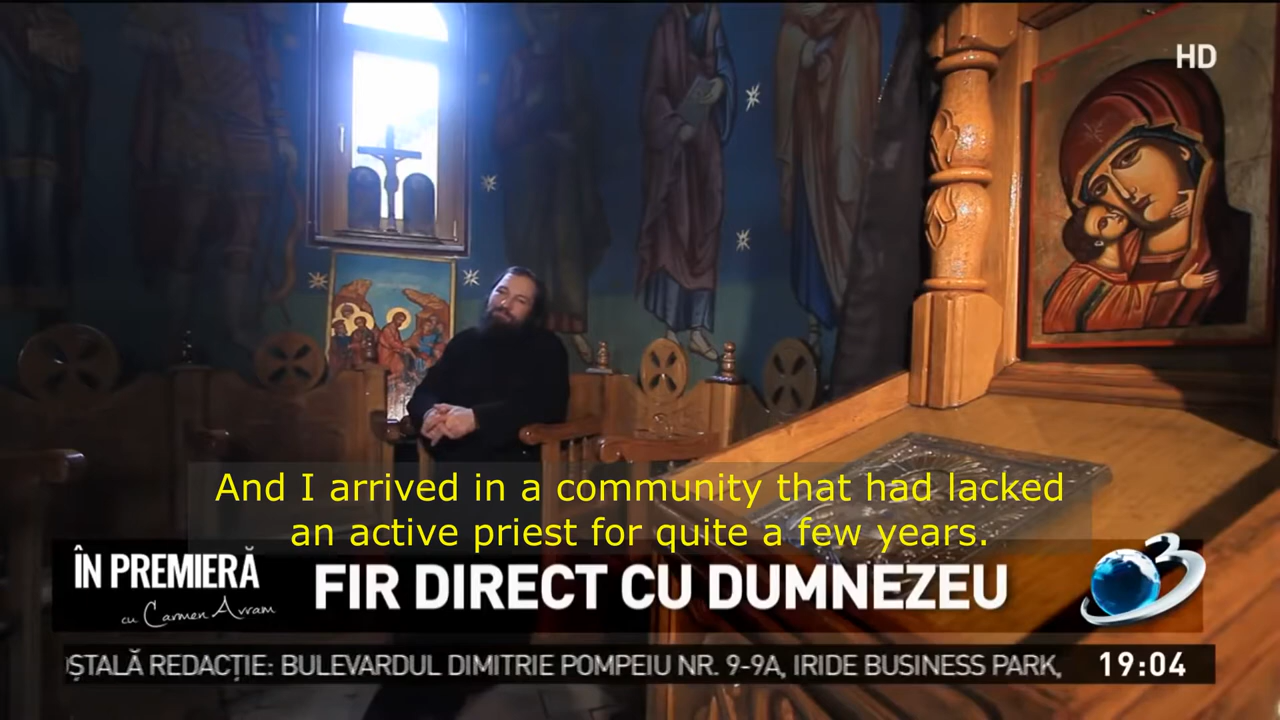 HD
And I arrived in a community that had lacked
an active priest for quite a few years.
ÎN PREMIERĂ
cu Carmen Avram
FIR DIRECT CU DUMNEZEU
3
OȘTALĂ REDACȚIE: BULEVARDUL DIMITRIE POMPEIU NR. 9-9A, IRIDE BUSINESS PARK,
19:04